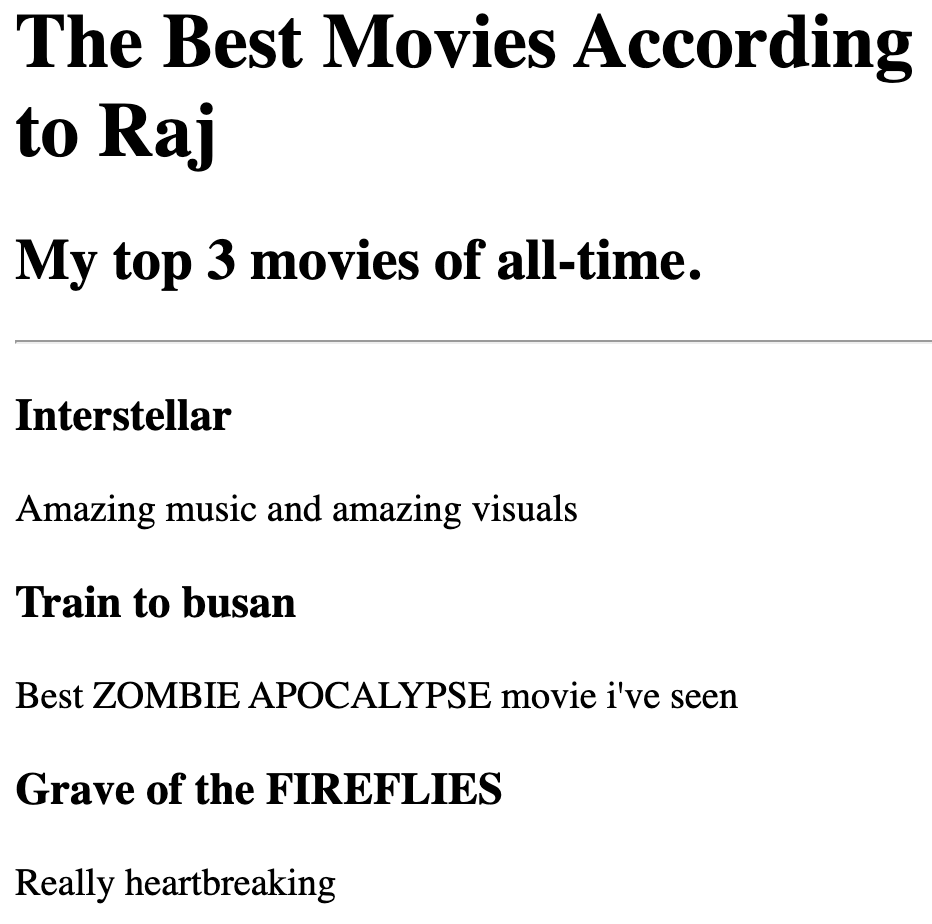 The Best Movies According
to Raj
My top 3 movies of all-time.
Interstellar
Amazing music and amazing visuals
Train to busan
Best ZOMBIE APOCALYPSE movie i've seen
Grave of the FIREFLIES
Really heartbreaking